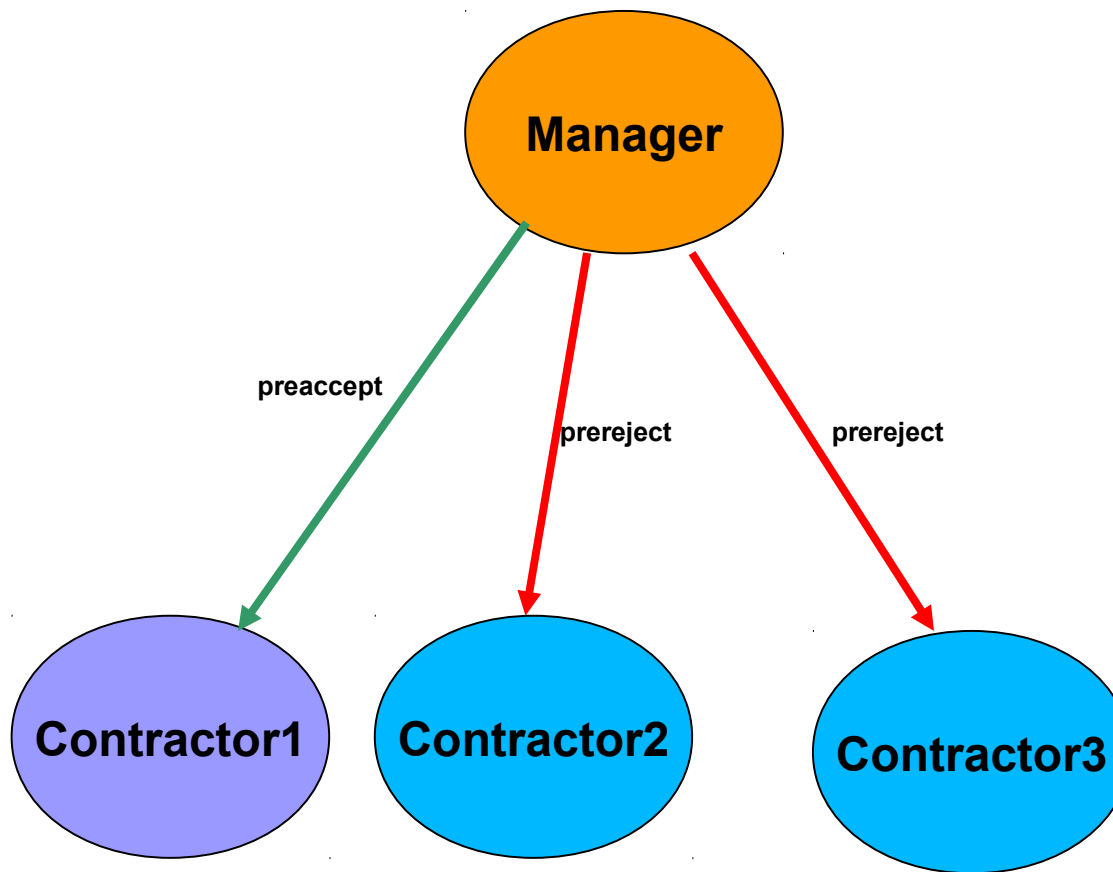 Manager
preaccept
prereject
prereject
Contractor1
Contractor2
Contractor3